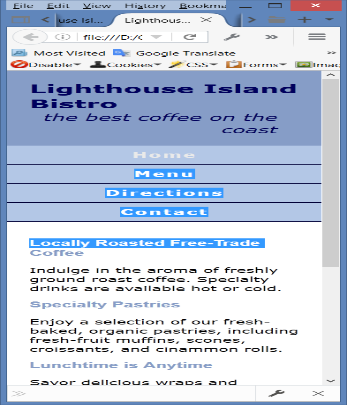 File Edit View History Bookma
use Isl... Lighthous... ×
file:///D:/C
Most Visited Google Translate
Disable Cookies CSS Forms Imag
Lighthouse Island
Bistro
the best coffee on the
coast
Home
Menu
Directions
Contact
Locally Roasted Free-Trade
Coffee
Indulge in the aroma of freshly
ground roast coffee. Specialty
drinks are available hot or cold.
Specialty Pastries
Enjoy a selection of our fresh-
baked, organic pastries, including
fresh-fruit muffins, scones,
croissants, and cinammon rolls.
Lunchtime is Anytime
Savor delicious wraps and